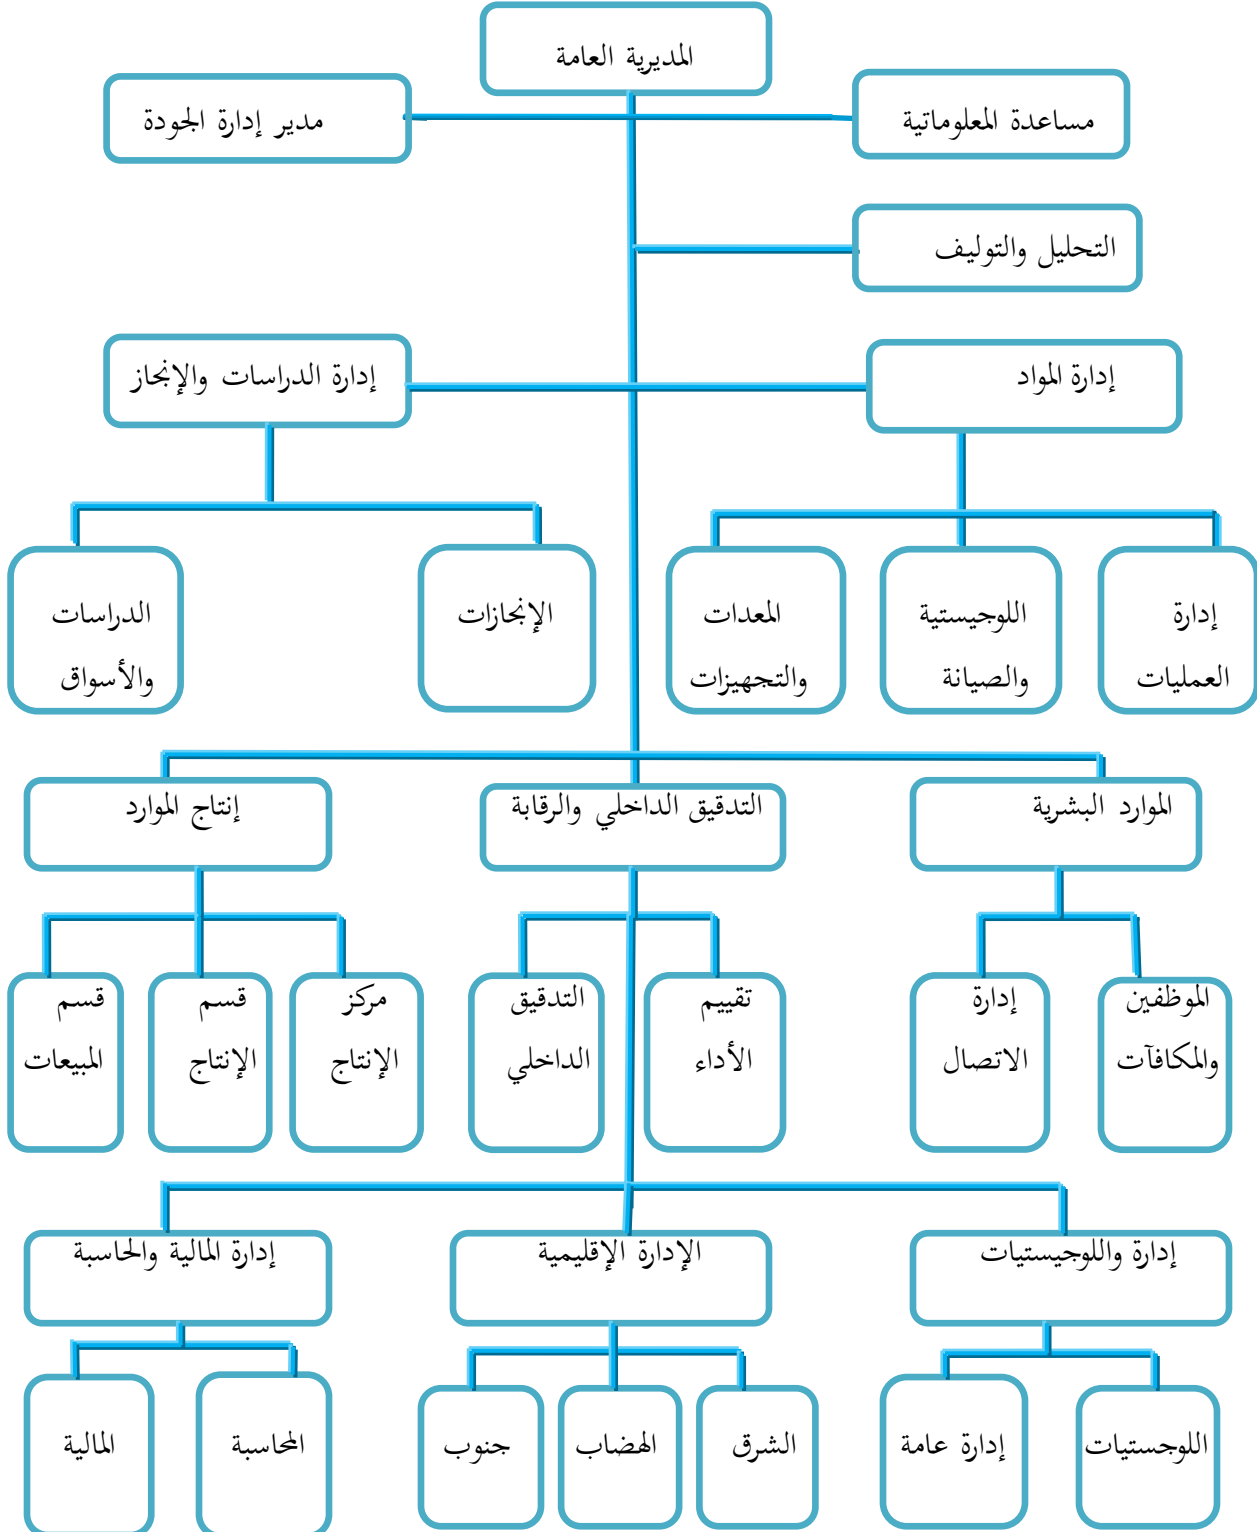 المديرية العامة
مساعدة المعلوماتية
مدير إدارة الجودة
التحليل والتوليف
إدارة المواد
إدارة الدراسات والإنجاز
إدارة
العمليات
اللوجيستية
والصيانة
المعدات
والتجهيزات
الإنجازات
الدراسات
والأسواق
الموارد البشرية
التدقيق الداخلي والرقابة
إنتاج الموارد
الموظفين
والمكافآت
إدارة
الاتصال
تقييم
الأداء
التدقيق
الداخلي
مركز
الإنتاج
قسم
الإنتاج
قسم
المبيعات
إدارة واللوجيستيات
الإدارة الإقليمية
إدارة المالية والحاسبة
اللوجستيات
إدارة عامة
الشرق
الهضاب
جنوب
المحاسبة
المالية